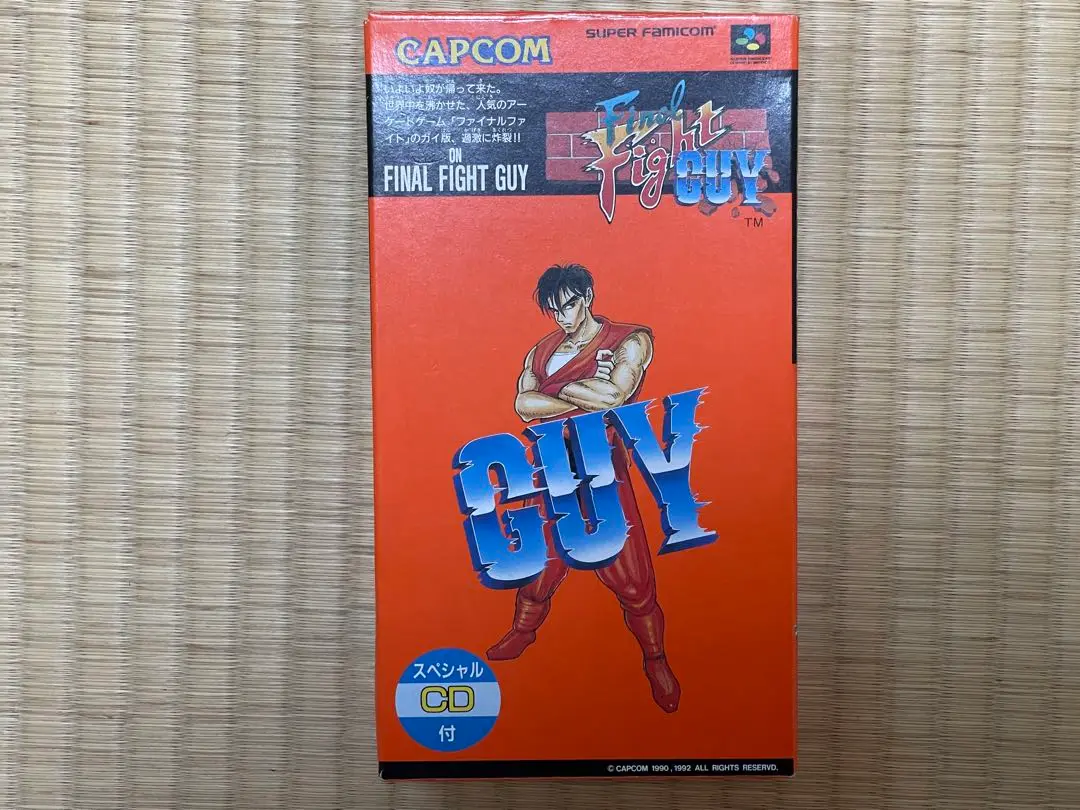 CAPCOM
SUPER FAMICOM
いよいよ奴が帰って来た。
世界中を沸かせた、人気のアー
ケードゲーム「ファイナルファ
イト」のガイ版、過激に炸裂!!
ON
FINAL FIGHT GUY
Final
Fight
GUY
TM
GUY
スペシャル
CD
付
© CAPCOM 1990, 1992 ALL RIGHTS RESERVD.